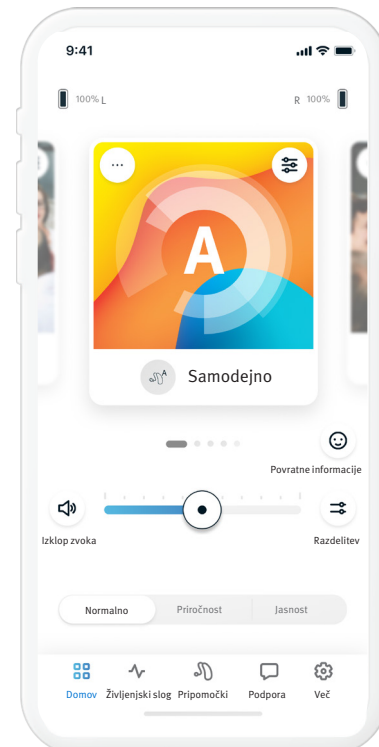 9:41
100% L
R 100%
A
A
Samodejno
Povratne informacije
Izklop zvoka
Razdelitev
Normalno
Priročnost
Jasnost
Domov
Življenjski slog
Pripomočki
Podpora
Več